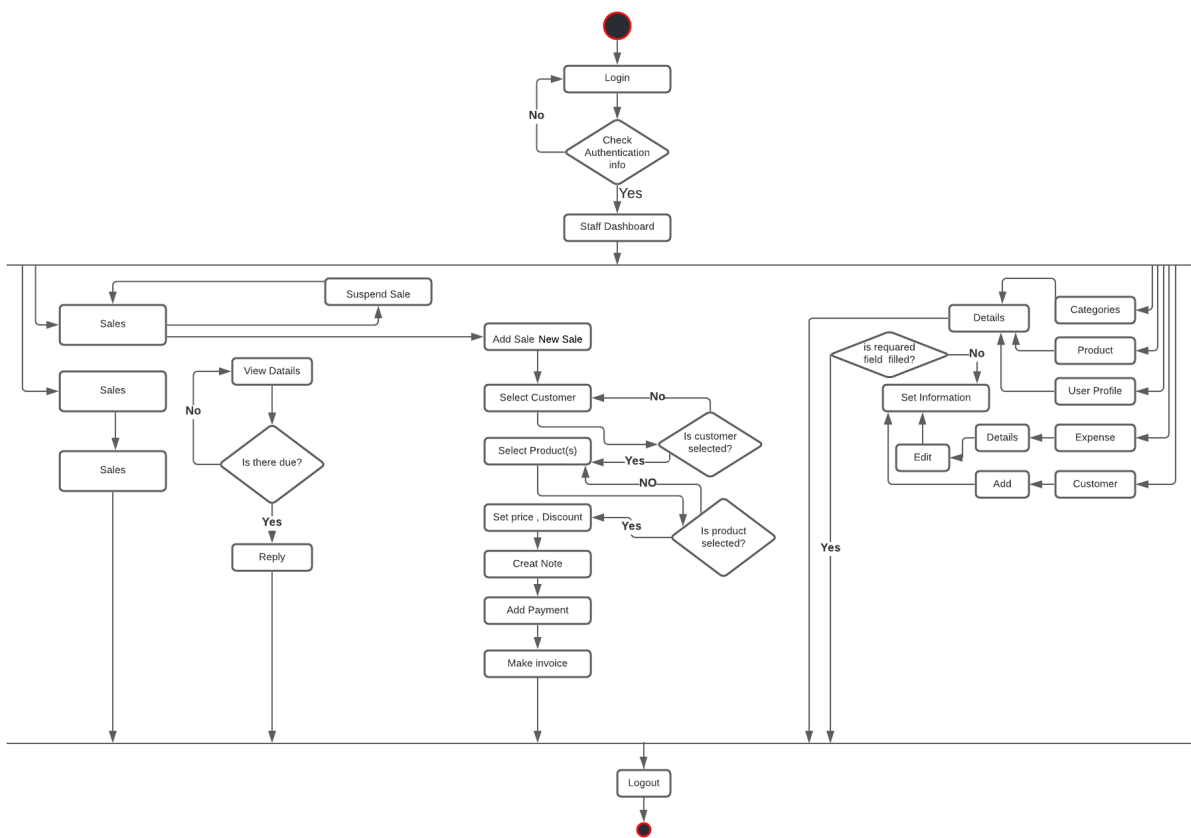 Login
No
Check
Authentication
info
Yes
Staff Dashboard
Suspend Sale
Sales
Add Sale New Sale
View Datails
Sales
No
Is there due?
Sales
Yes
Reply
Select Customer
No
Is customer
selected?
Select Product(s)
Yes
NO
Set price , Discount
Yes
Is product
selected?
Creat Note
Add Payment
Make invoice
Categories
Details
is requared
field filled?
No
Product
User Profile
Set Information
Details
Expense
Edit
Add
Customer
Yes
Logout